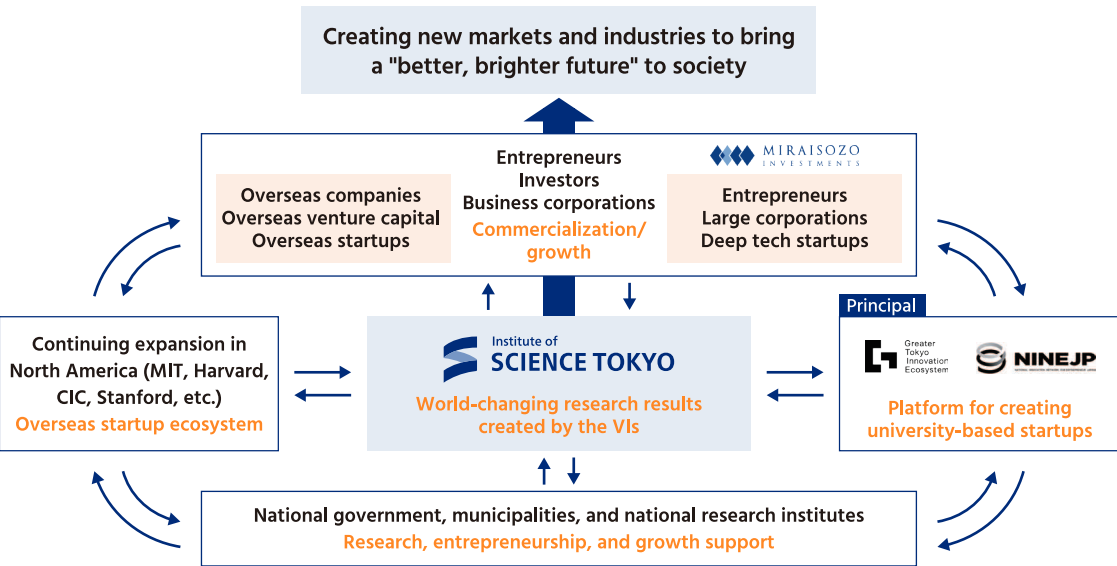 Creating new markets and industries to bring
a "better, brighter future" to society
MIRAISOZO
INVESTMENTS
Entrepreneurs
Investors
Business corporations
Commercialization/
growth
Overseas companies
Overseas venture capital
Overseas startups
Entrepreneurs
Large corporations
Deep tech startups
Continuing expansion in
North America (MIT, Harvard,
CIC, Stanford, etc.)
Overseas startup ecosystem
Institute of
SCIENCE TOKYO
World-changing research results
created by the VIs
Principal
Greater
Tokyo
Innovation
Ecosystem
NINEJP
Platform for creating
university-based startups
National government, municipalities, and national research institutes
Research, entrepreneurship, and growth support